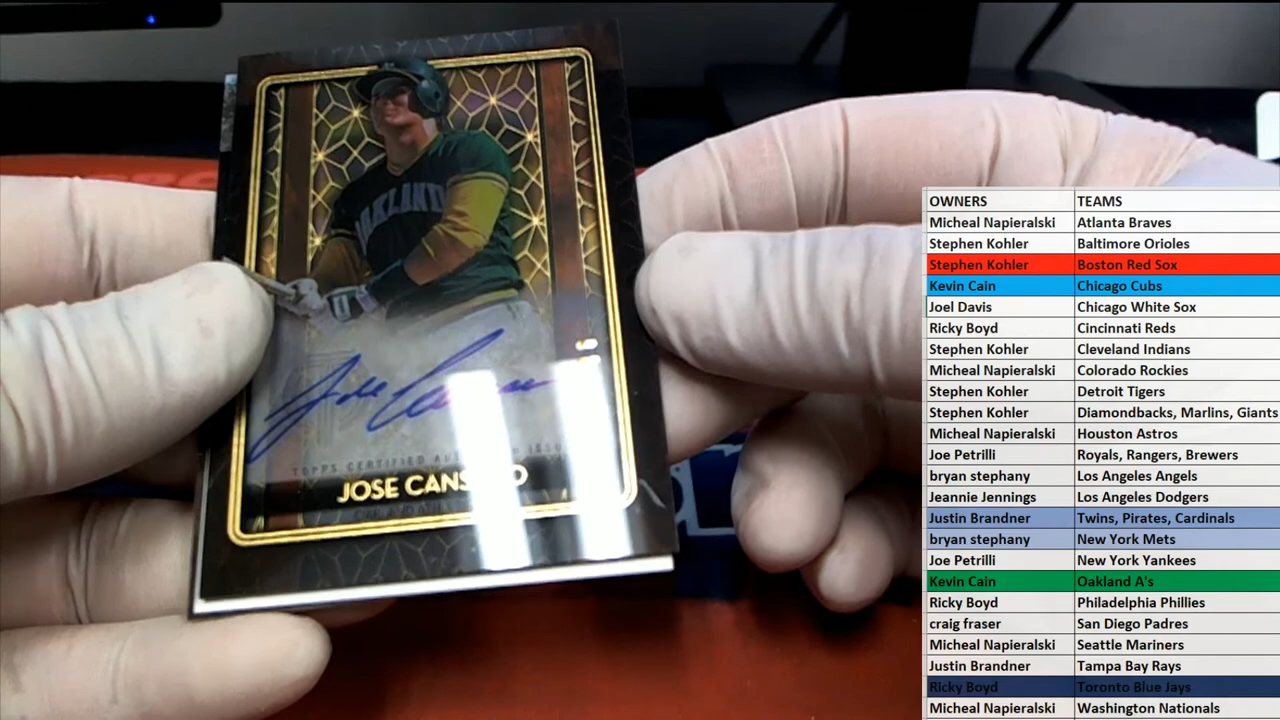 OAKLAND
TOPPS CERTIFIED ISSUE
JOSE CANSECO
OWNERS TEAMS
Micheal Napieralski Atlanta Braves
Stephen Kohler Baltimore Orioles
Stephen Kohler Boston Red Sox
Kevin Cain Chicago Cubs
Joel Davis Chicago White Sox
Ricky Boyd Cincinnati Reds
Stephen Kohler Cleveland Indians
Micheal Napieralski Colorado Rockies
Stephen Kohler Detroit Tigers
Stephen Kohler Diamondbacks, Marlins, Giants
Micheal Napieralski Houston Astros
Joe Petrilli Royals, Rangers, Brewers
bryan stephany Los Angeles Angels
Jeannie Jennings Los Angeles Dodgers
Justin Brandner Twins, Pirates, Cardinals
bryan stephany New York Mets
Joe Petrilli New York Yankees
Kevin Cain Oakland A's
Ricky Boyd Philadelphia Phillies
craig fraser San Diego Padres
Micheal Napieralski Seattle Mariners
Justin Brandner Tampa Bay Rays
Ricky Boyd Toronto Blue Jays
Micheal Napieralski Washington Nationals